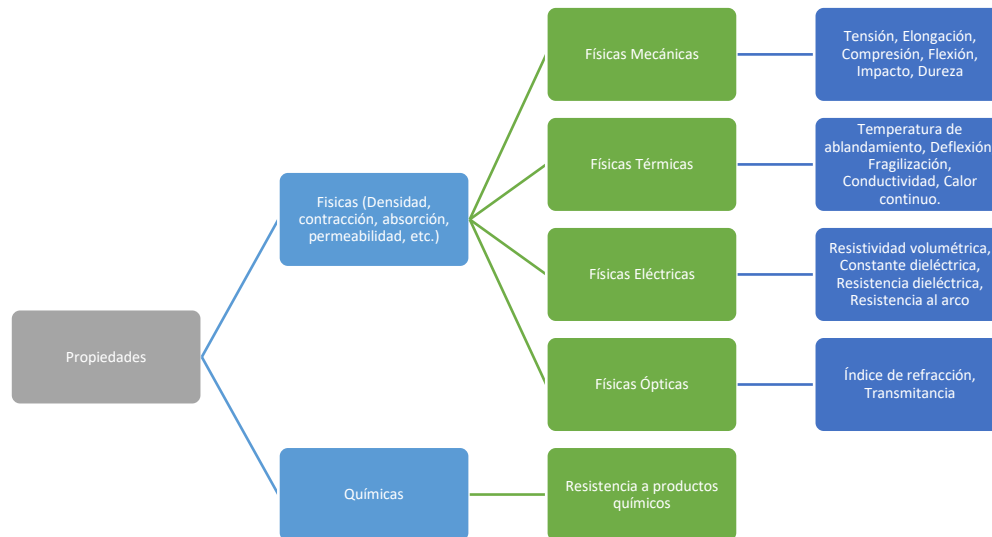 Propiedades
Fisicas (Densidad,
contracción, absorción,
permeabilidad, etc.)
Físicas Mecánicas
Tensión, Elongación,
Compresión, Flexión,
Impacto, Dureza
Físicas Térmicas
Temperatura de
ablandamiento, Deflexión
Fragilización,
Conductividad, Calor
continuo.
Físicas Eléctricas
Resistividad volumétrica,
Constante dieléctrica,
Resistencia dieléctrica,
Resistencia al arco
Físicas Ópticas
Índice de refracción,
Transmitancia
Químicas
Resistencia a productos
químicos